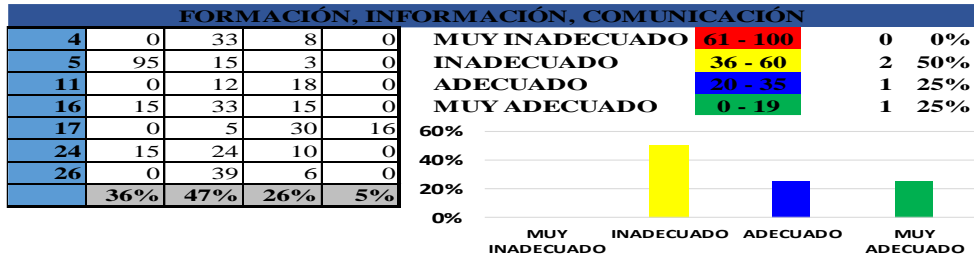 FORMACIÓN, INFORMACIÓN, COMUNICACIÓN
4 0 33 8 0 MUY INADECUADO 61 - 100 0 0%
5 95 15 3 0 INADECUADO 36 - 60 2 50%
11 0 12 18 0 ADECUADO 20 - 35 1 25%
16 15 33 15 0 MUY ADECUADO 0 - 19 1 25%
17 0 5 30 16
24 15 24 10 0
26 0 39 6 0
36% 47% 26% 5%
60%
40%
20%
0%
MUY INADECUADO ADECUADO MUY
INADECUADO ADECUADO